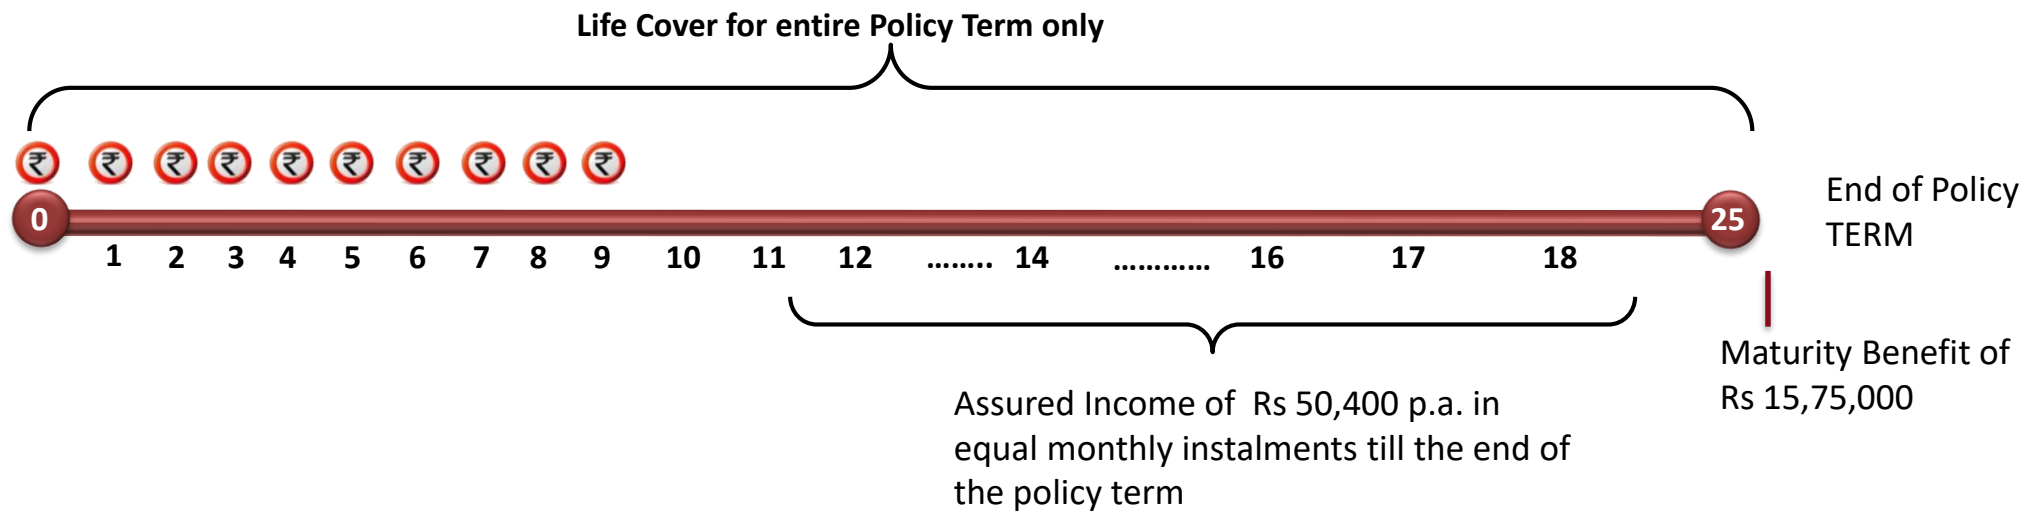 Life Cover for entire Policy Term only
₹ ₹ ₹ ₹ ₹ ₹ ₹ ₹ ₹ ₹
0 25
End of Policy
TERM
1 2 3 4 5 6 7 8 9 10 11 12 …….. 14 ………… 16 17 18
Maturity Benefit of
Rs 15,75,000
Assured Income of Rs 50,400 p.a. in
equal monthly instalments till the end of
the policy term